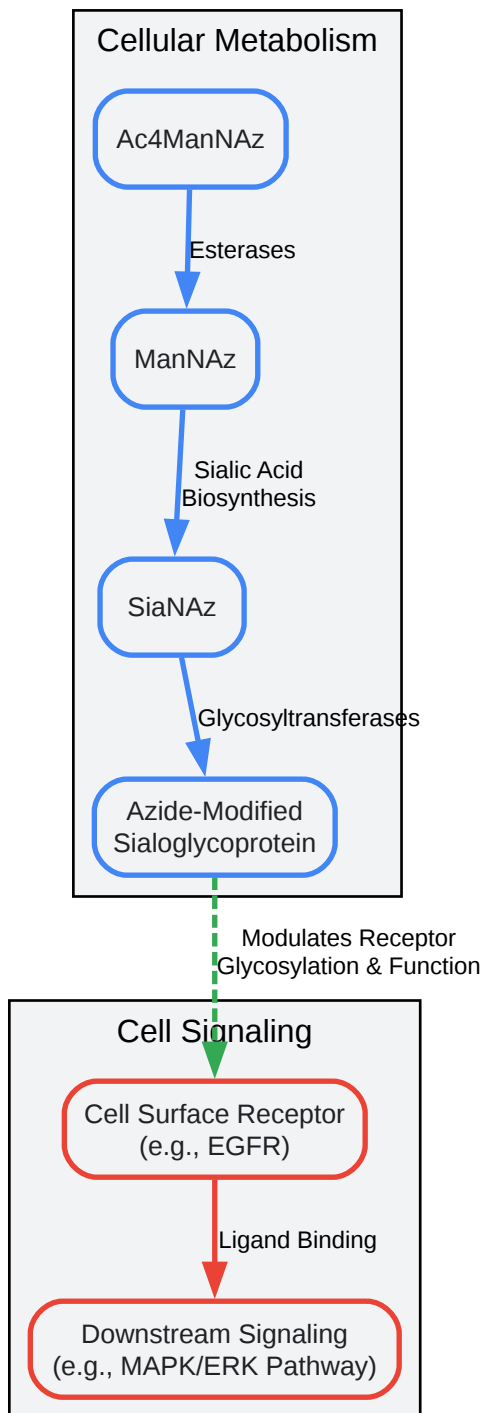 Cellular Metabolism
Ac4ManNAz
Esterases
ManNAz
Sialic Acid
Biosynthesis
SiaNAz
Glycosyltransferases
Azide-Modified
Sialoglycoprotein
Modulates Receptor
Glycosylation & Function
Cell Signaling
Cell Surface Receptor
(e.g., EGFR)
Ligand Binding
Downstream Signaling
(e.g., MAPK/ERK Pathway)